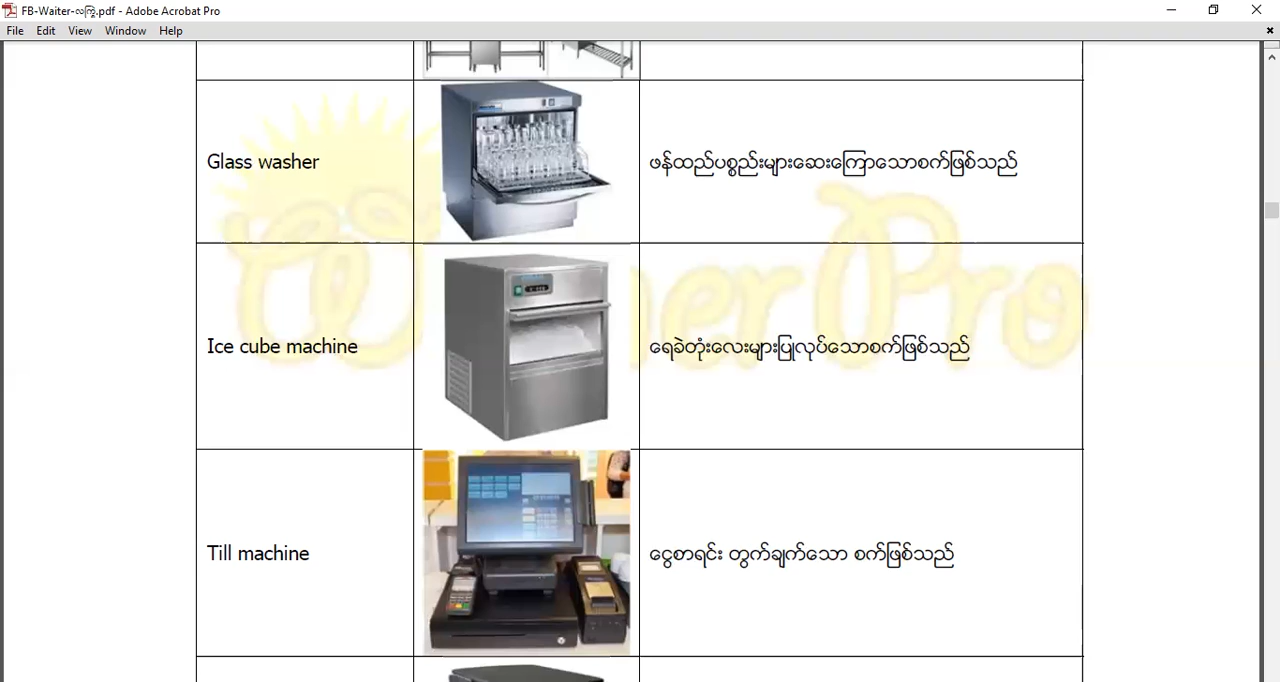 FB-Waiter-လက္ခံ.pdf - Adobe Acrobat Pro
File Edit View Window Help
Glass washer
ဖန်ထည်ပစ္စည်းများဆေးကြောသောစက်ဖြစ်သည်
Ice cube machine
ရေခဲတုံးလေးများပြုလုပ်သောစက်ဖြစ်သည်
Till machine
ငွေစာရင်း တွက်ချက်သော စက်ဖြစ်သည်